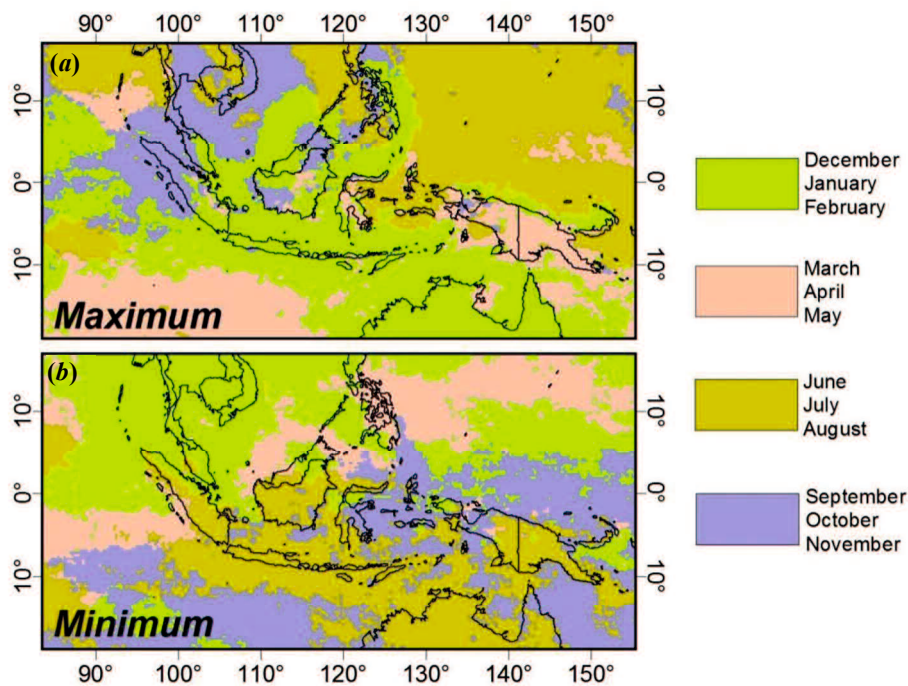 90° 100° 110° 120° 130° 140° 150°
(a)
10° 10°
0° 0°
10° 10°
Maximum
(b)
10° 10°
0° 0°
10° 10°
Minimum
90° 100° 110° 120° 130° 140° 150°
December
January
February
March
April
May
June
July
August
September
October
November